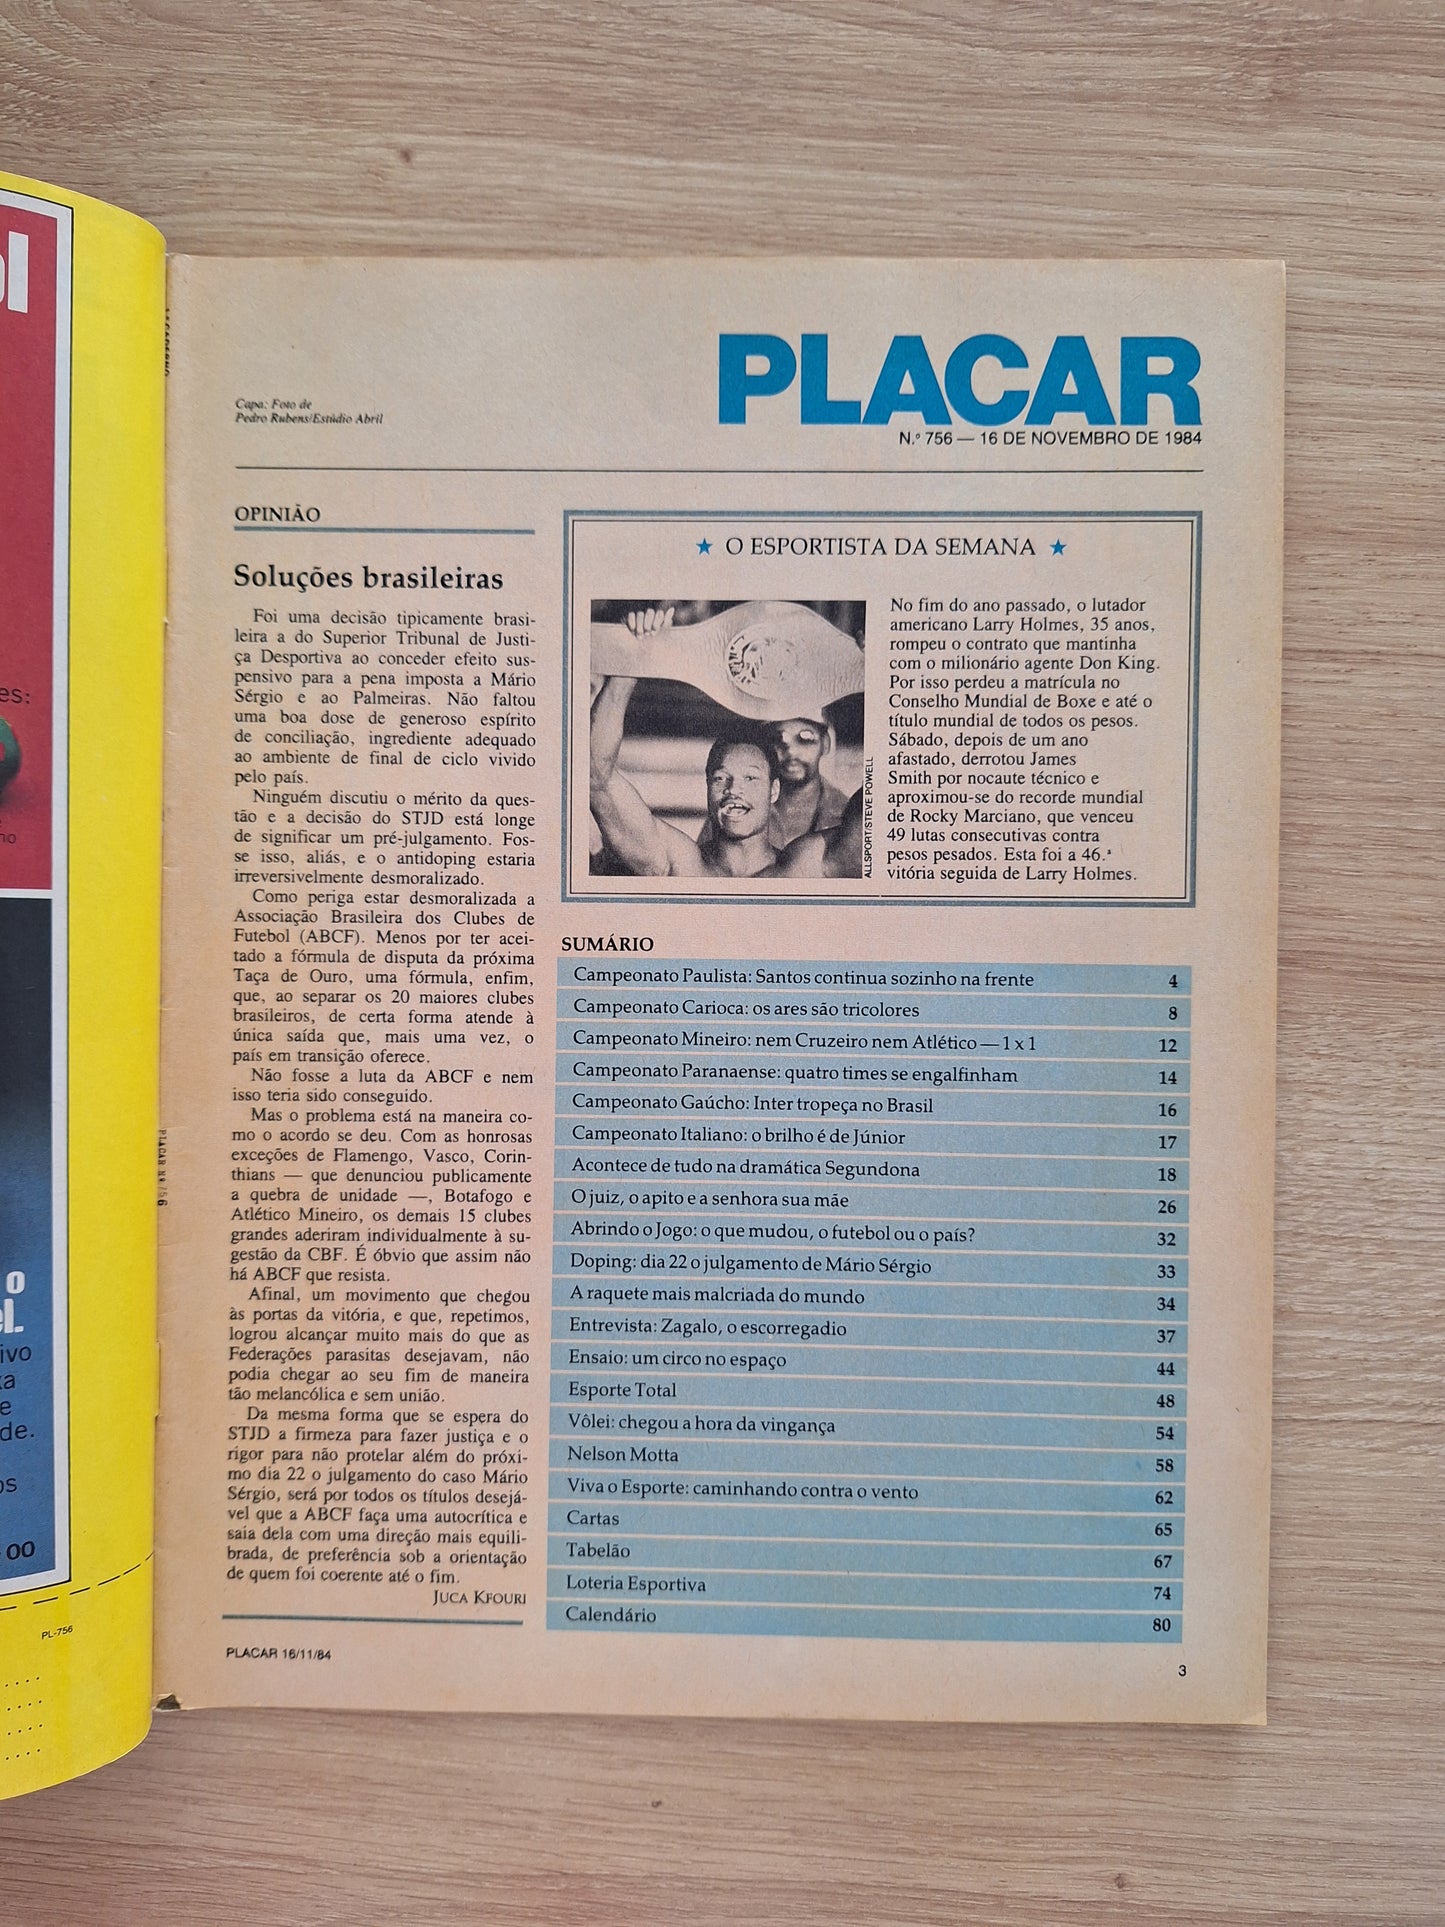 PLACAR
N.º 756 — 16 DE NOVEMBRO DE 1984
Capa: Foto de
Pedro Rubens/Estúdio Abril
OPINIÃO
Soluções brasileiras
Foi uma decisão tipicamente brasi-
leira a do Superior Tribunal de Justi-
ça Desportiva ao conceder efeito sus-
pensivo para a pena imposta a Mário
Sérgio e ao Palmeiras. Não faltou
uma boa dose de generoso espírito
de conciliação, ingrediente adequado
ao ambiente de final de ciclo vivido
pelo país.
Ninguém discutiu o mérito da ques-
tão e a decisão do STJD está longe
de significar um pré-julgamento. Fos-
se isso, aliás, e o antidoping estaria
irreversivelmente desmoralizado.
Como periga estar desmoralizada a
Associação Brasileira dos Clubes de
Futebol (ABCF). Menos por ter acei-
tado a fórmula de disputa da próxima
Taça de Ouro, uma fórmula, enfim,
que, ao separar os 20 maiores clubes
brasileiros, de certa forma atende à
única saída que, mais uma vez, o
país em transição oferece.
Não fosse a luta da ABCF e nem
isso teria sido conseguido.
Mas o problema está na maneira co-
mo o acordo se deu. Com as honrosas
exceções de Flamengo, Vasco, Corin-
thians — que denunciou publicamente
a quebra de unidade —, Botafogo e
Atlético Mineiro, os demais 15 clubes
grandes aderiram individualmente à su-
gestão da CBF. É óbvio que assim não
há ABCF que resista.
Afinal, um movimento que chegou
às portas da vitória, e que, repetimos,
logrou alcançar muito mais do que as
Federações parasitas desejavam, não
podia chegar ao seu fim de maneira
tão melancólica e sem união.
Da mesma forma que se espera do
STJD a firmeza para fazer justiça e o
rigor para não protelar além do próxi-
mo dia 22 o julgamento do caso Mário
Sérgio, será por todos os títulos desejá-
vel que a ABCF faça uma autocrítica e
saia dela com uma direção mais equili-
brada, de preferência sob a orientação
de quem foi coerente até o fim.
JUCA KFOURI
★ O ESPORTISTA DA SEMANA ★
No fim do ano passado, o lutador
americano Larry Holmes, 35 anos,
rompeu o contrato que mantinha
com o milionário agente Don King.
Por isso perdeu a matrícula no
Conselho Mundial de Boxe e até o
título mundial de todos os pesos.
Sábado, depois de um ano
afastado, derrotou James
Smith por nocaute técnico e
aproximou-se do recorde mundial
de Rocky Marciano, que venceu
49 lutas consecutivas contra
pesos pesados. Esta foi a 46.ª
vitória seguida de Larry Holmes.
ALLSPORT/STEVE POWELL
SUMÁRIO
Campeonato Paulista: Santos continua sozinho na frente 4
Campeonato Carioca: os ares são tricolores 8
Campeonato Mineiro: nem Cruzeiro nem Atlético — 1 x 1 12
Campeonato Paranaense: quatro times se engalfinham 14
Campeonato Gaúcho: Inter tropeça no Brasil 16
Campeonato Italiano: o brilho é de Júnior 17
Acontece de tudo na dramática Segundona 18
O juiz, o apito e a senhora sua mãe 26
Abrindo o Jogo: o que mudou, o futebol ou o país? 32
Doping: dia 22 o julgamento de Mário Sérgio 33
A raquete mais malcriada do mundo 34
Entrevista: Zagalo, o escorregadio 37
Ensaio: um circo no espaço 44
Esporte Total 48
Vôlei: chegou a hora da vingança 54
Nelson Motta 58
Viva o Esporte: caminhando contra o vento 62
Cartas 65
Tabelão 67
Loteria Esportiva 74
Calendário 80
PLACAR 16/11/84
3
PL-756
PLACAR Nº 756
es:
o
ivo
de.
os
00